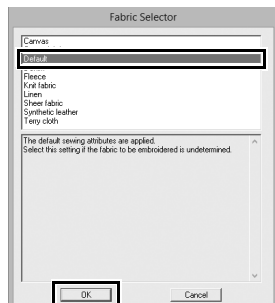 Fabric Selector
Canvas
Default
Fleece
Knit fabric
Linen
Sheer fabric
Synthetic leather
Terry cloth
The default sewing attributes are applied.
Select this setting if the fabric to be embroidered is undetermined.
OK
Cancel